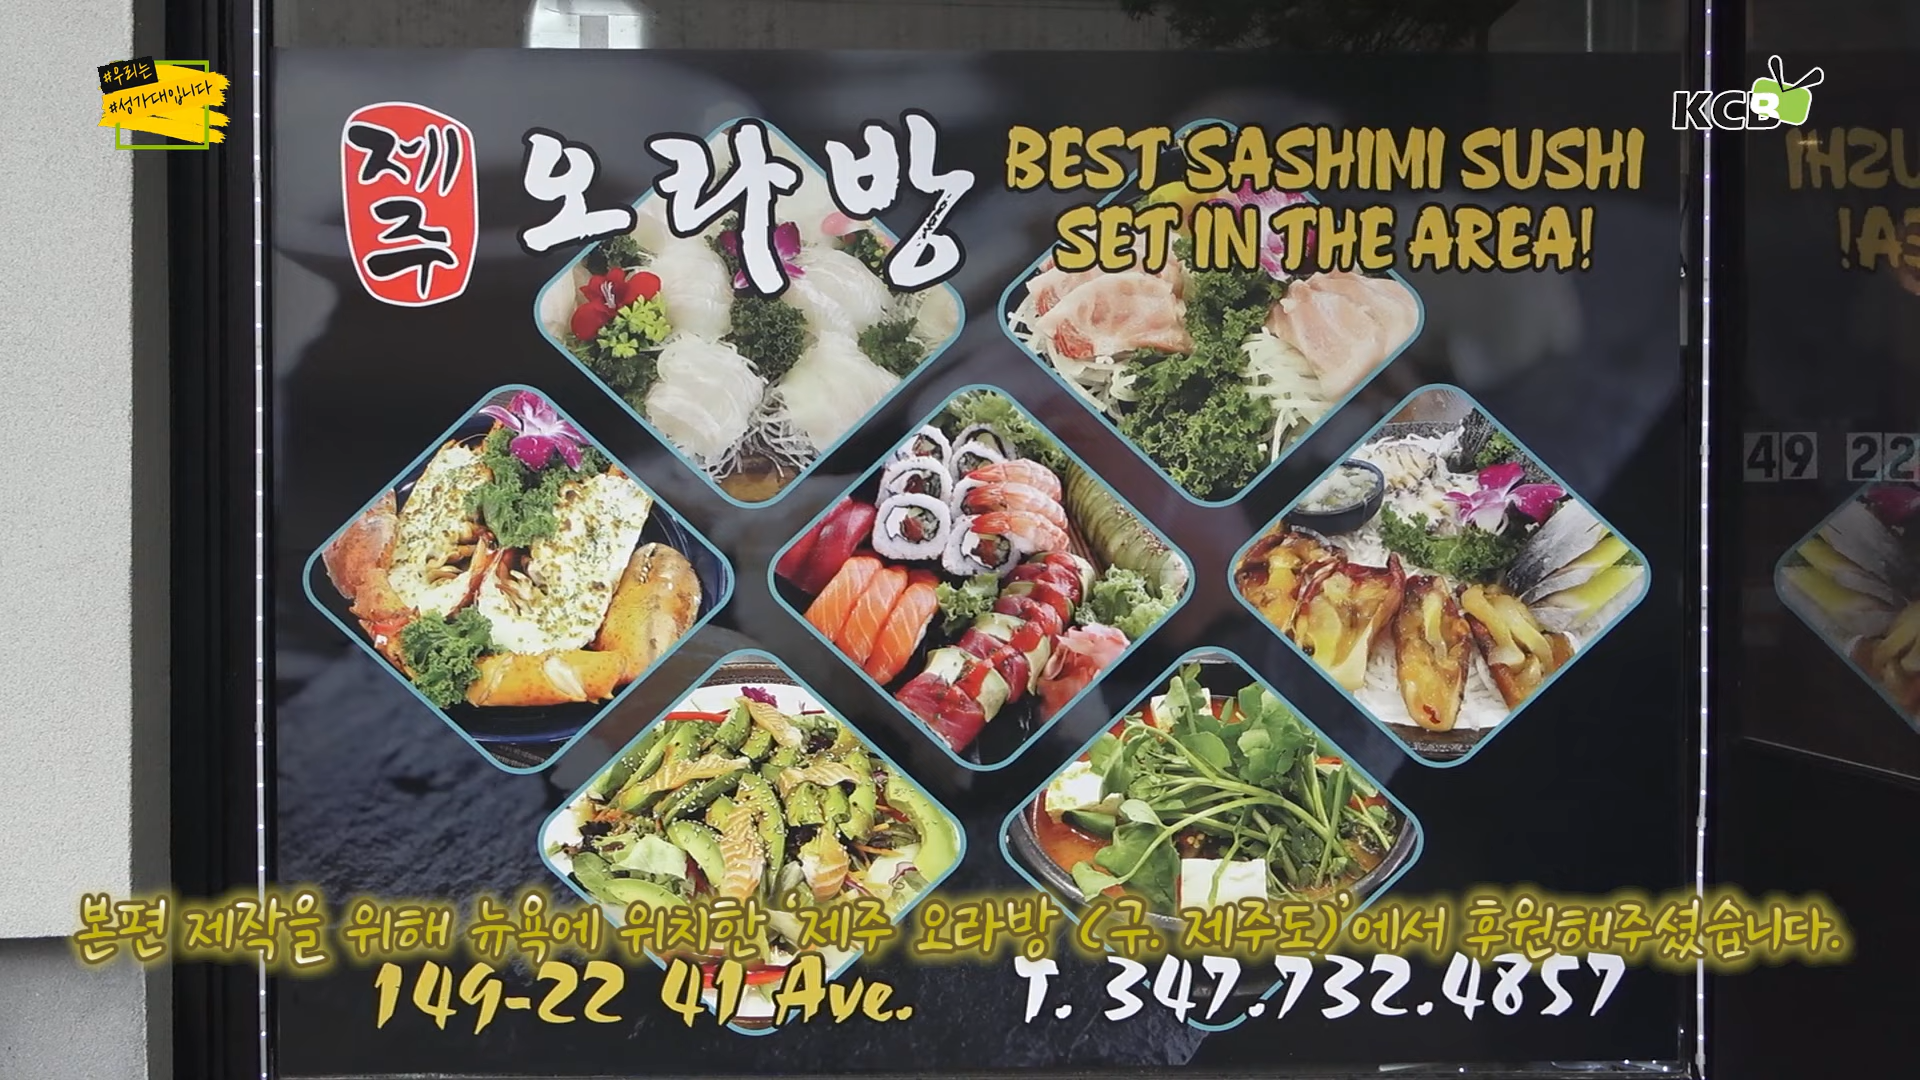 #우리는
#성가대입니다
KCB
제주
오라방
BEST SASHIMI SUSHI
SET IN THE AREA!
49 22
본편 제작을 위해 뉴욕에 위치한 '제주 오라방 (구. 제주도)'에서 후원해주셨습니다.
149-22 41 Ave.
T. 347.732.4857